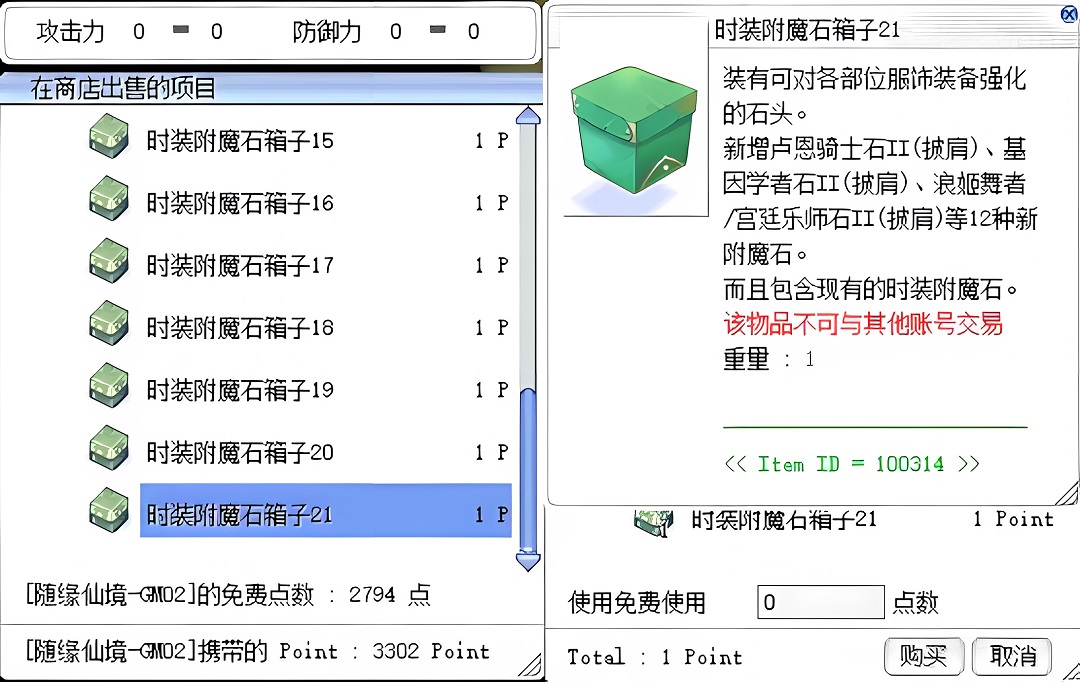 攻击力 0 - 0 防御力 0 - 0
在商店出售的项目
时装附魔石箱子15 1 P
时装附魔石箱子16 1 P
时装附魔石箱子17 1 P
时装附魔石箱子18 1 P
时装附魔石箱子19 1 P
时装附魔石箱子20 1 P
时装附魔石箱子21 1 P
[随缘仙境-GM02]的免费点数 : 2794 点
[随缘仙境-GM02]携带的 Point : 3302 Point
时装附魔石箱子21
装有可对各部位服饰装备强化
的石头。
新增卢恩骑士石II(披肩)、基
因学者石II(披肩)、浪姬舞者
/宫廷乐师石II(披肩)等12种新
附魔石。
而且包含现有的时装附魔石。
该物品不可与其他账号交易
重里 : 1
<< Item ID = 100314 >>
时装附魔石箱子21 1 Point
使用免费使用 0 点数
Total : 1 Point 购买 取消